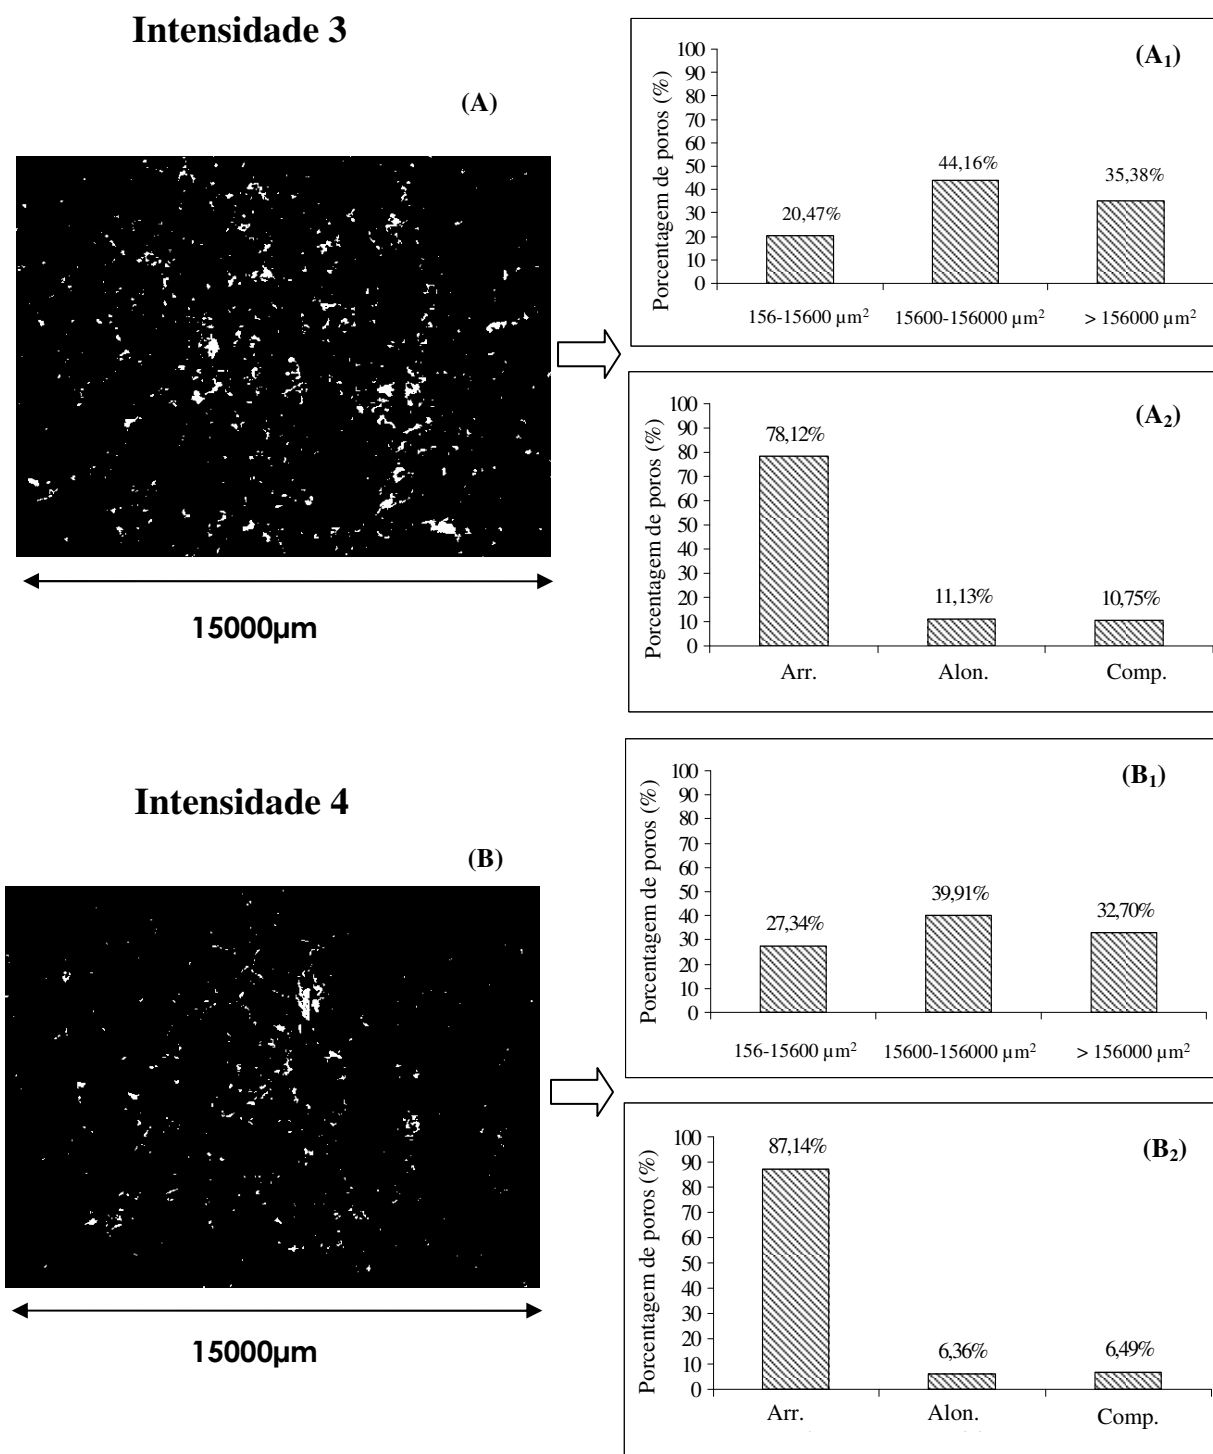 Intensidade 3
(A)
15000µm
(A1)
Porcentagem de poros (%)
100
90
80
70
60
50
40
30
20
10
0
20,47%
44,16%
35,38%
156-15600 µm²
15600-156000 µm²
> 156000 µm²
(A2)
Porcentagem de poros (%)
100
90
80
70
60
50
40
30
20
10
0
78,12%
11,13%
10,75%
Arr.
Alon.
Comp.
Intensidade 4
(B)
15000µm
(B1)
Porcentagem de poros (%)
100
90
80
70
60
50
40
30
20
10
0
27,34%
39,91%
32,70%
156-15600 µm²
15600-156000 µm²
> 156000 µm²
(B2)
Porcentagem de poros (%)
100
90
80
70
60
50
40
30
20
10
0
87,14%
6,36%
6,49%
Arr.
Alon.
Comp.